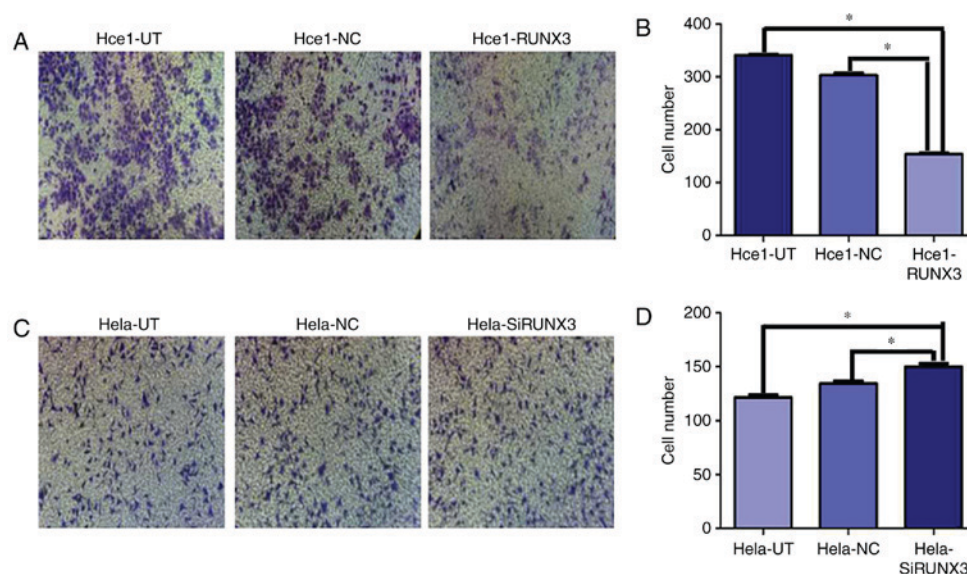 A
Hce1-UT
Hce1-NC
Hce1-RUNX3
B
Cell number
400
300
200
100
0
*
*
Hce1-UT
Hce1-NC
Hce1-
RUNX3
C
Hela-UT
Hela-NC
Hela-SiRUNX3
D
Cell number
200
150
100
50
0
*
*
Hela-UT
Hela-NC
Hela-
SiRUNX3